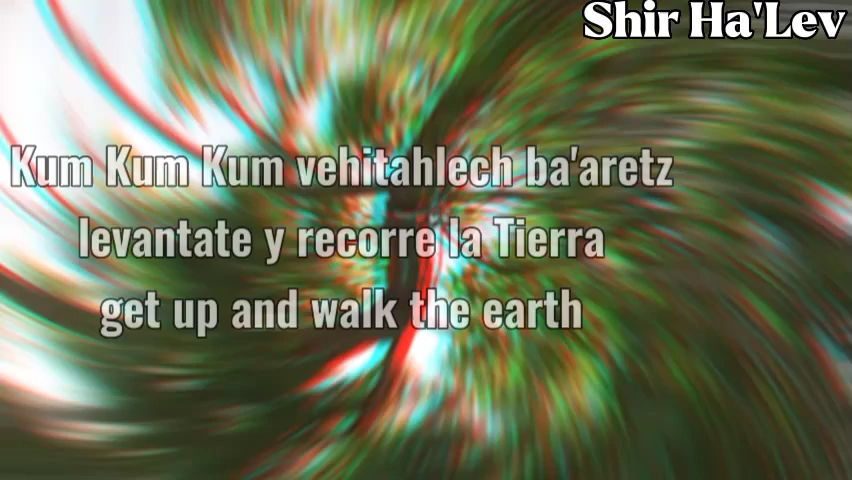 Shir Ha'Lev
Kum Kum Kum vehitahlech ba'aretz
levantate y recorre la Tierra
get up and walk the earth